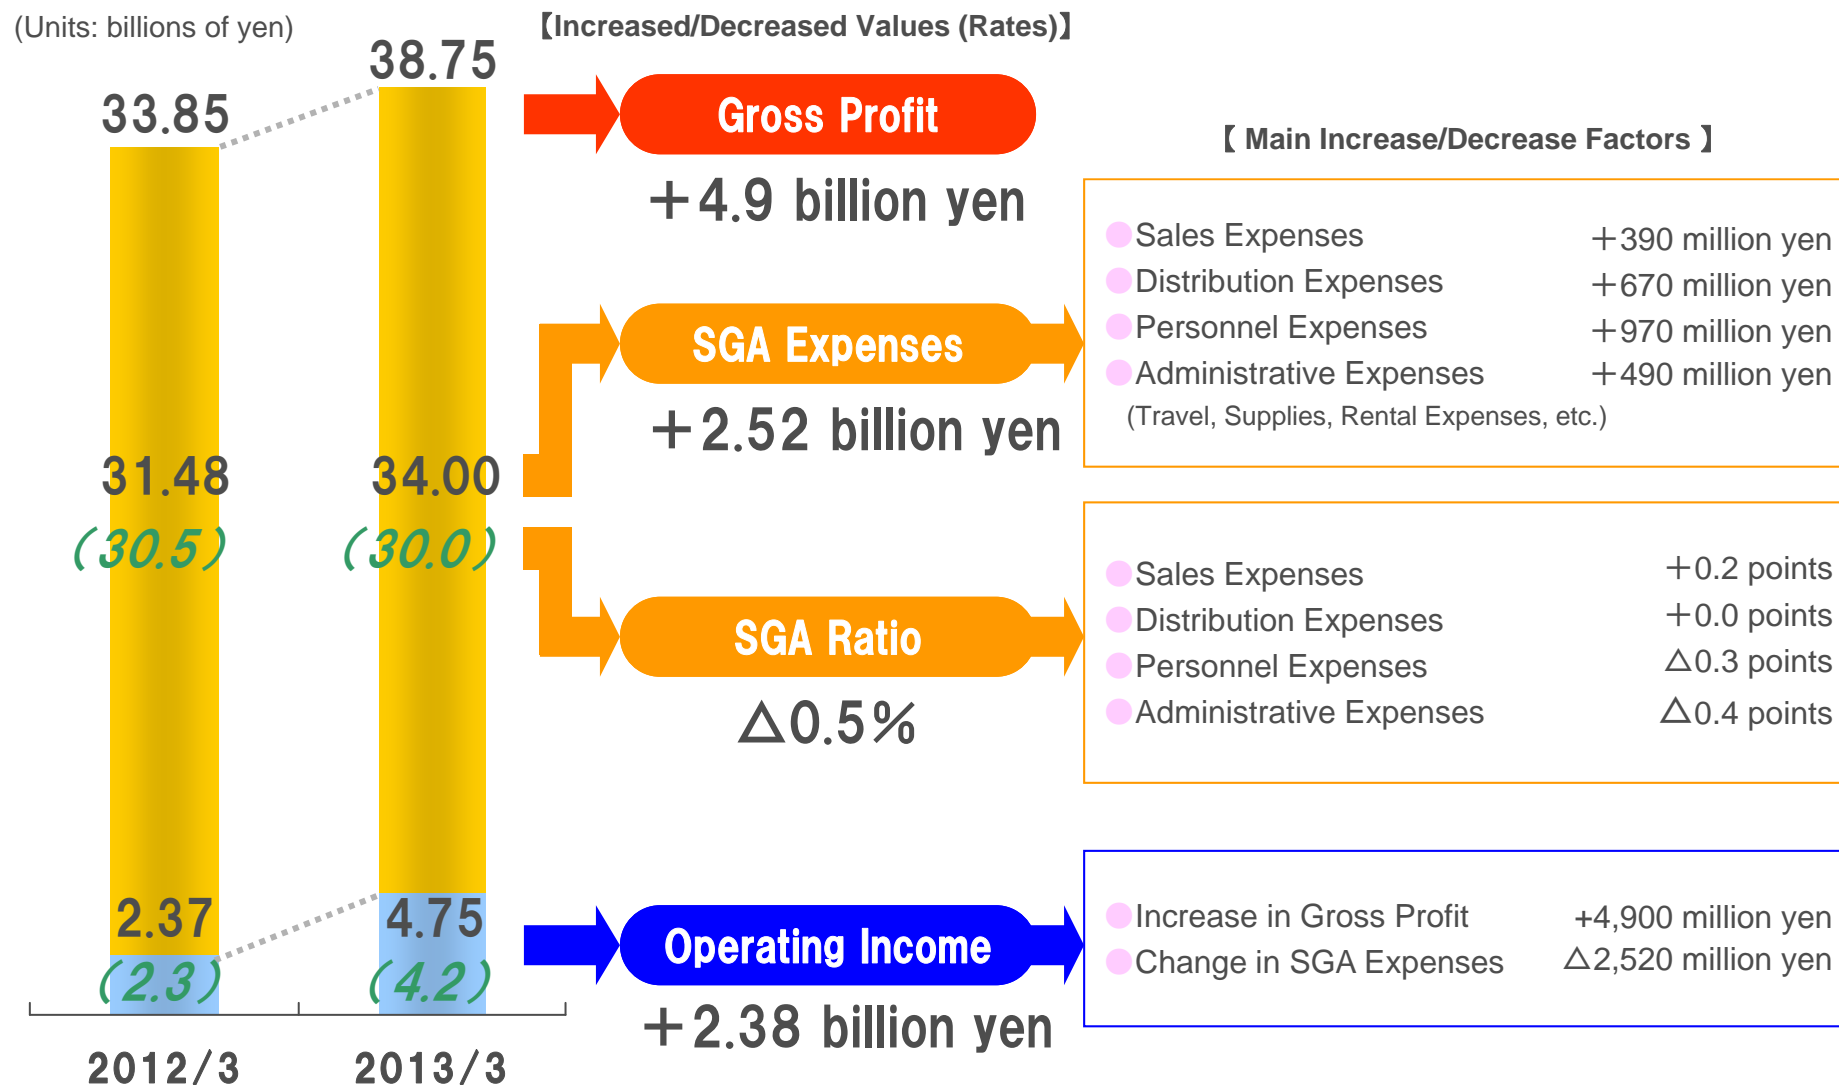 (Units: billions of yen)
【Increased/Decreased Values (Rates)】
33.85
38.75
31.48
34.00
（30.5）
（30.0）
2.37
4.75
（2.3）
（4.2）
2012/3
2013/3
Gross Profit
＋4.9 billion yen
SGA Expenses
＋2.52 billion yen
SGA Ratio
△0.5％
Operating Income
＋2.38 billion yen
【 Main Increase/Decrease Factors 】
Sales Expenses ＋390 million yen
Distribution Expenses ＋670 million yen
Personnel Expenses ＋970 million yen
Administrative Expenses ＋490 million yen
(Travel, Supplies, Rental Expenses, etc.)
Sales Expenses ＋0.2 points
Distribution Expenses ＋0.0 points
Personnel Expenses △0.3 points
Administrative Expenses △0.4 points
Increase in Gross Profit +4,900 million yen
Change in SGA Expenses △2,520 million yen